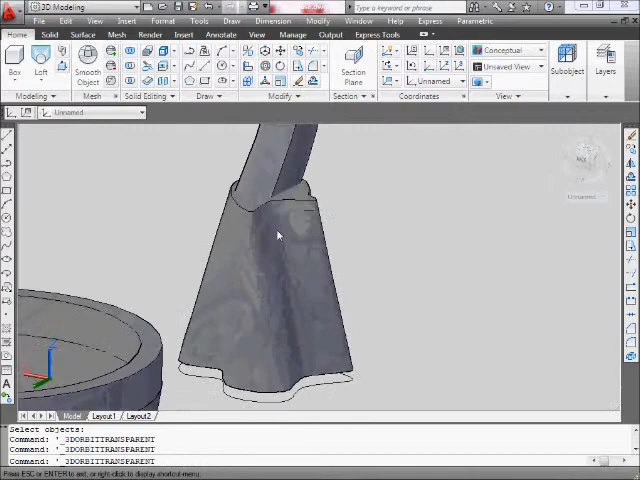 3D Modeling
Type a keyword or phrase
File Edit View Insert Format Tools Draw Dimension Modify Window Express Parametric
Home Solid Surface Mesh Render Insert Annotate View Manage Output Express Tools
Box Loft Smooth Object Section Plane Unnamed Conceptual Unsaved View Subobject Layers
Modeling Mesh Solid Editing Draw Modify Section Coordinates View
Unnamed
Unnamed
Model Layout1 Layout2
Select objects:
Command: '_3DORBITTRANSPARENT
Command: '_3DORBITTRANSPARENT
Command: '_3DORBITTRANSPARENT
Press ESC or ENTER to exit, or right-click to display shortcut-menu.